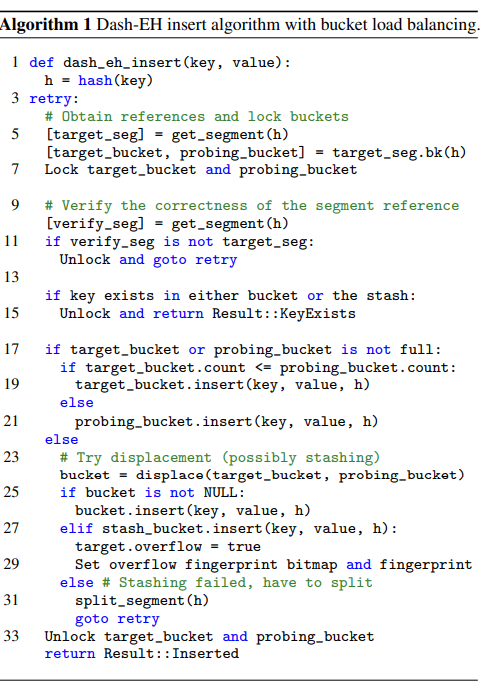 Algorithm 1 Dash-EH insert algorithm with bucket load balancing.
1 def dash_eh_insert(key, value):
h = hash(key)
3 retry:
# Obtain references and lock buckets
5 [target_seg] = get_segment(h)
[target_bucket, probing_bucket] = target_seg.bk(h)
7 Lock target_bucket and probing_bucket
9 # Verify the correctness of the segment reference
[verify_seg] = get_segment(h)
11 if verify_seg is not target_seg:
Unlock and goto retry
13
if key exists in either bucket or the stash:
15 Unlock and return Result::KeyExists
17 if target_bucket or probing_bucket is not full:
if target_bucket.count <= probing_bucket.count:
19 target_bucket.insert(key, value, h)
else
21 probing_bucket.insert(key, value, h)
else
23 # Try displacement (possibly stashing)
bucket = displace(target_bucket, probing_bucket)
25 if bucket is not NULL:
bucket.insert(key, value, h)
27 elif stash_bucket.insert(key, value, h):
target.overflow = true
29 Set overflow fingerprint bitmap and fingerprint
else # Stashing failed, have to split
31 split_segment(h)
goto retry
33 Unlock target_bucket and probing_bucket
return Result::Inserted